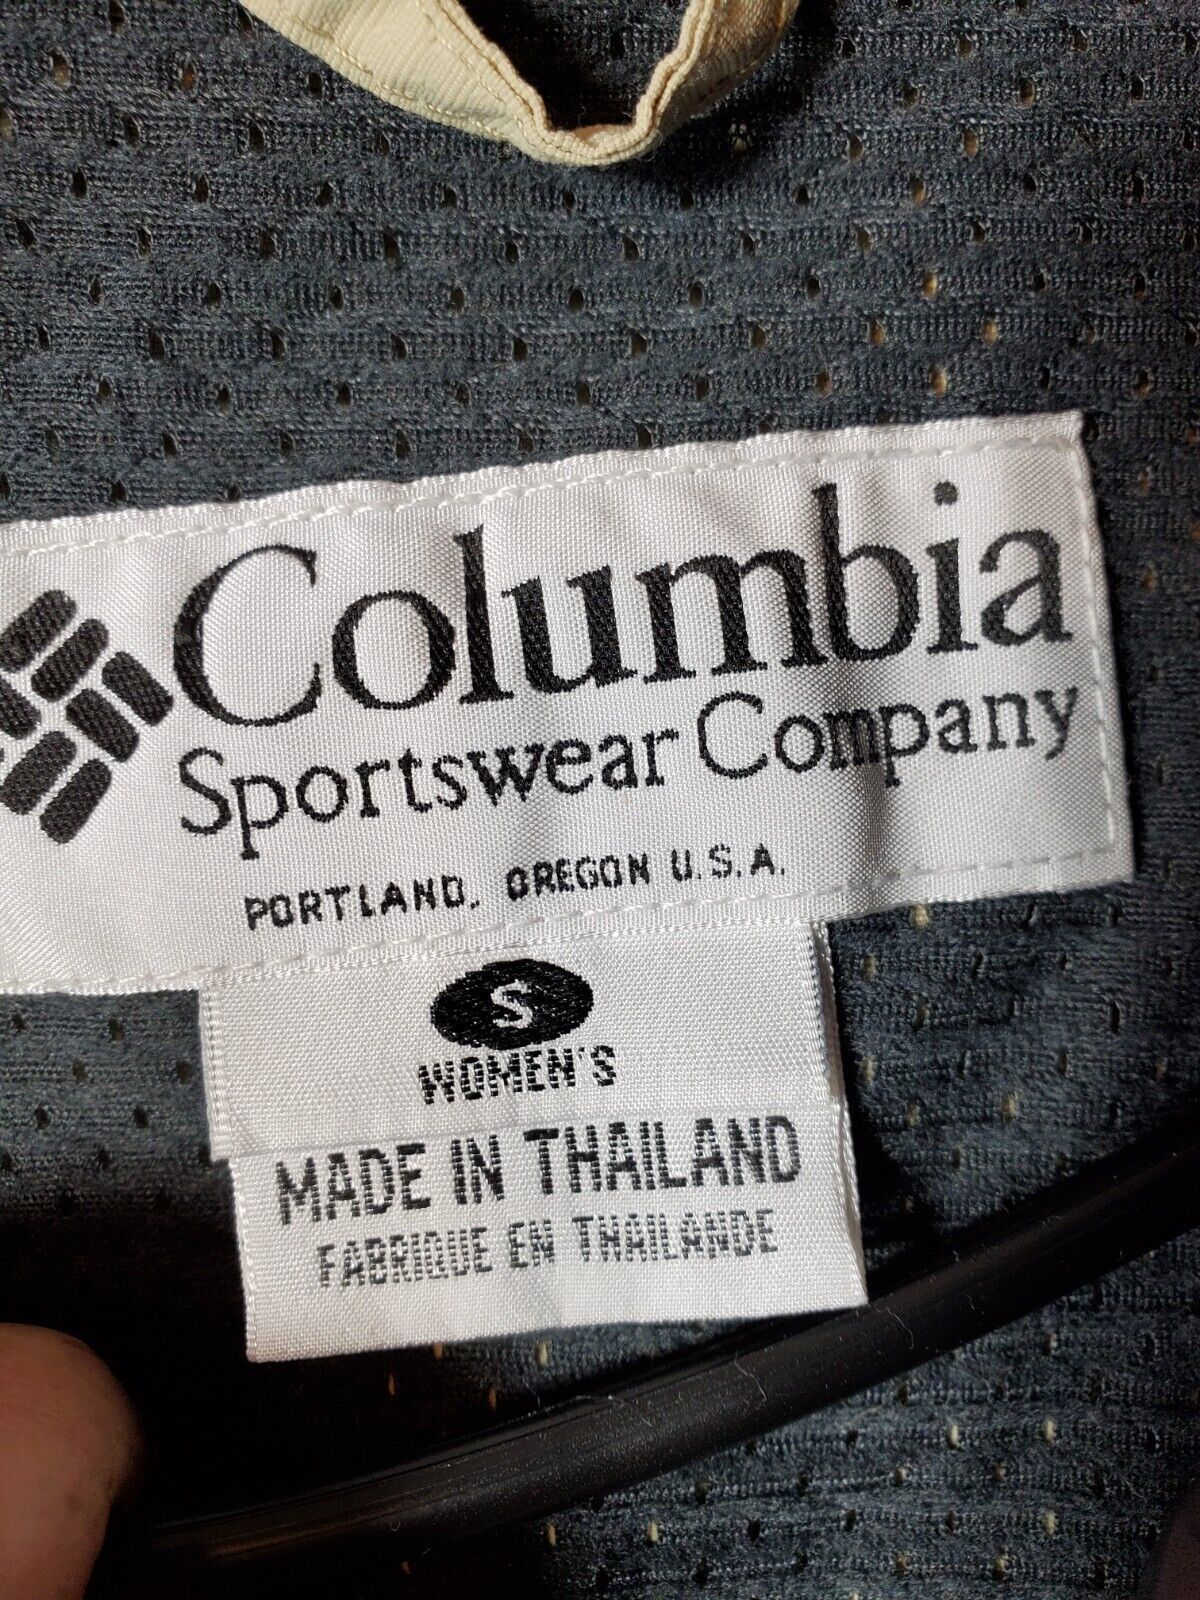 Columbia
Sportswear Company
PORTLAND, OREGON U.S.A.
S
WOMEN'S
MADE IN THAILAND
FABRIQUE EN THAILANDE